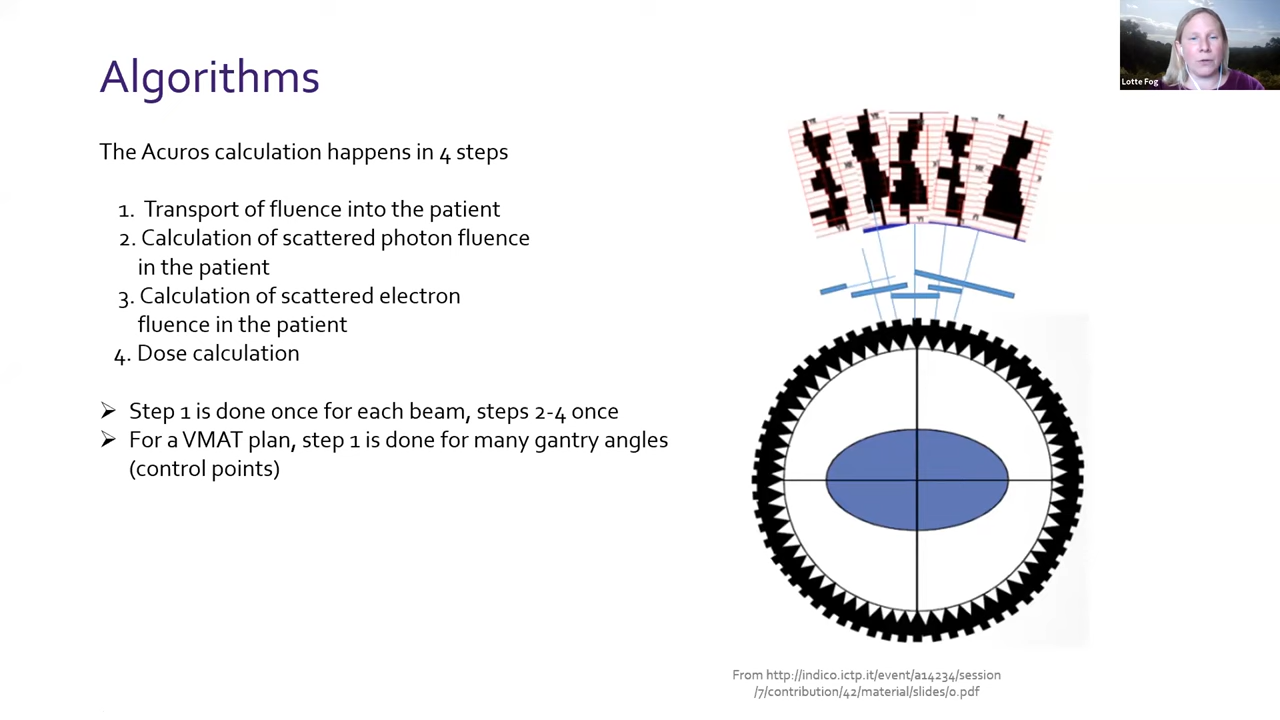 Algorithms
Lotte Fog
The Acuros calculation happens in 4 steps
1. Transport of fluence into the patient
2. Calculation of scattered photon fluence
in the patient
3. Calculation of scattered electron
fluence in the patient
4. Dose calculation
➢ Step 1 is done once for each beam, steps 2-4 once
➢ For a VMAT plan, step 1 is done for many gantry angles
(control points)
From http://indico.ictp.it/event/a14234/session
/7/contribution/42/material/slides/0.pdf